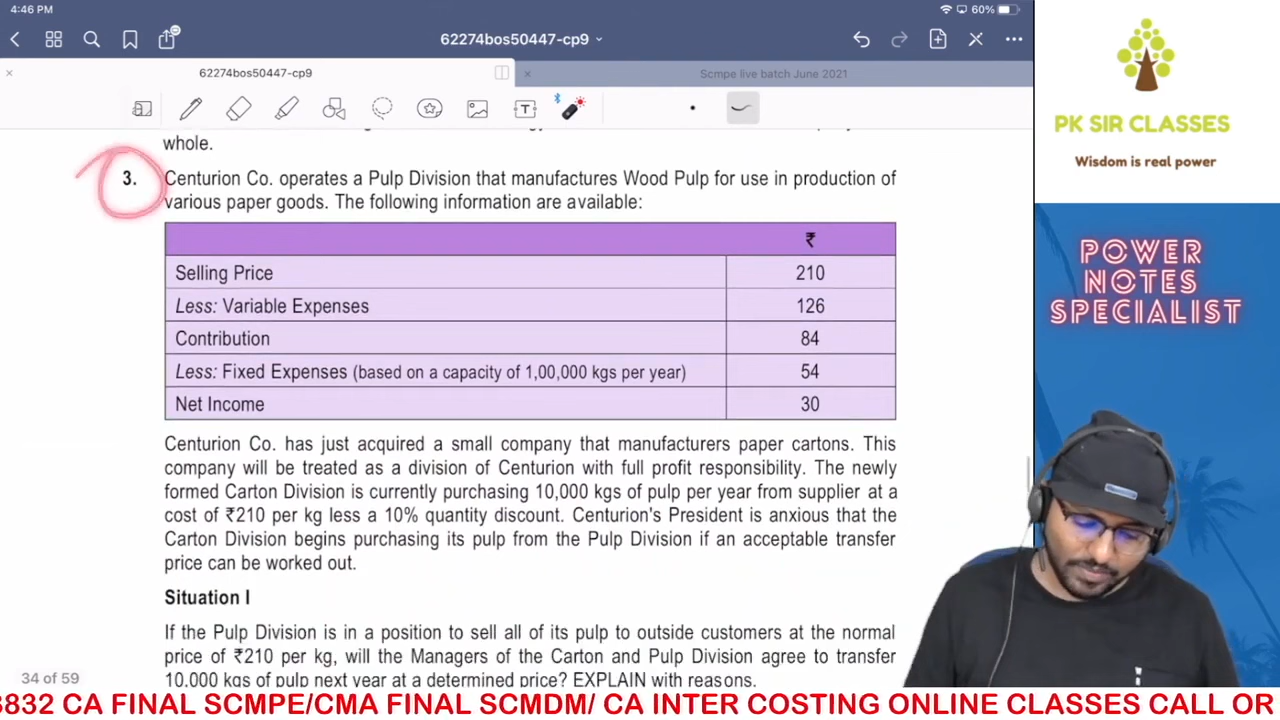 4:46 PM
60%
62274bos50447-cp9
62274bos50447-cp9
Scmpe live batch June 2021
whole.
3. Centurion Co. operates a Pulp Division that manufactures Wood Pulp for use in production of
various paper goods. The following information are available:
₹
Selling Price 210
Less: Variable Expenses 126
Contribution 84
Less: Fixed Expenses (based on a capacity of 1,00,000 kgs per year) 54
Net Income 30
Centurion Co. has just acquired a small company that manufacturers paper cartons. This
company will be treated as a division of Centurion with full profit responsibility. The newly
formed Carton Division is currently purchasing 10,000 kgs of pulp per year from supplier at a
cost of ₹210 per kg less a 10% quantity discount. Centurion's President is anxious that the
Carton Division begins purchasing its pulp from the Pulp Division if an acceptable transfer
price can be worked out.
Situation I
If the Pulp Division is in a position to sell all of its pulp to outside customers at the normal
price of ₹210 per kg, will the Managers of the Carton and Pulp Division agree to transfer
10,000 kgs of pulp next year at a determined price? EXPLAIN with reasons.
34 of 59
PK SIR CLASSES
Wisdom is real power
POWER
NOTES
SPECIALIST
3832 CA FINAL SCMPE/CMA FINAL SCMDM/ CA INTER COSTING ONLINE CLASSES CALL OR